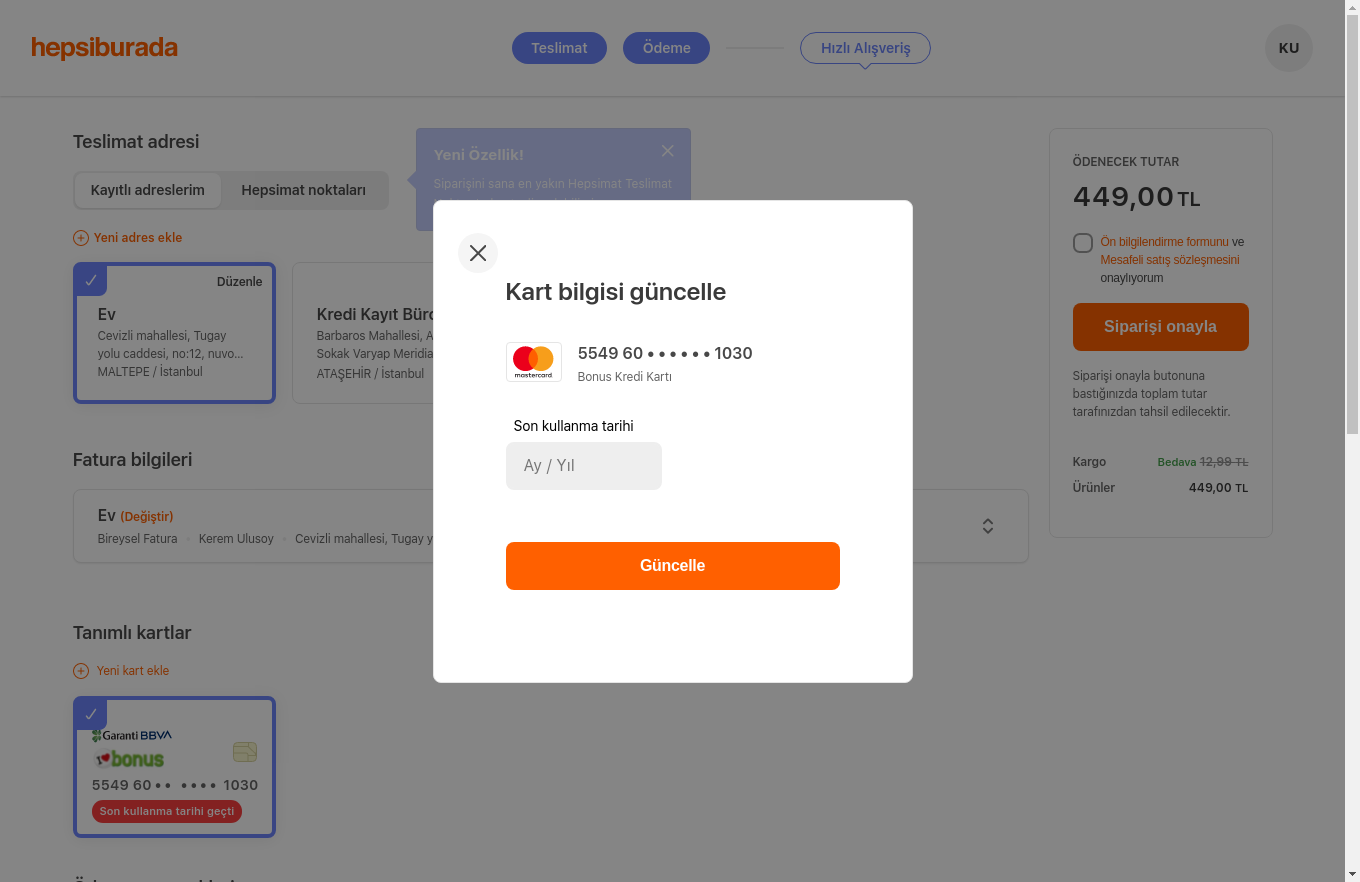 hepsiburada
Teslimat
Ödeme
Hızlı Alışveriş
KU
Teslimat adresi
Kayıtlı adreslerim
Hepsimat noktaları
Yeni Özellik!
Siparişini sana en yakın Hepsimat Teslimat
Yeni adres ekle
Düzenle
Ev
Cevizli mahallesi, Tugay
yolu caddesi, no:12, nuvo...
MALTEPE / İstanbul
Kredi Kayıt Büro
Barbaros Mahallesi, A
Sokak Varyap Meridia
ATAŞEHİR / İstanbul
Fatura bilgileri
Ev (Değiştir)
Bireysel Fatura · Kerem Ulusoy · Cevizli mahallesi, Tugay y
Tanımlı kartlar
Yeni kart ekle
Garanti BBVA
bonus
5549 60 •• •••• 1030
Son kullanma tarihi geçti
Kart bilgisi güncelle
mastercard.
5549 60 •••••• 1030
Bonus Kredi Kartı
Son kullanma tarihi
Ay / Yıl
Güncelle
ÖDENECEK TUTAR
449,00 TL
Ön bilgilendirme formunu ve
Mesafeli satış sözleşmesini
onaylıyorum
Siparişi onayla
Siparişi onayla butonuna
bastığınızda toplam tutar
tarafınızdan tahsil edilecektir.
Kargo Bedava 12,99 TL
Ürünler 449,00 TL